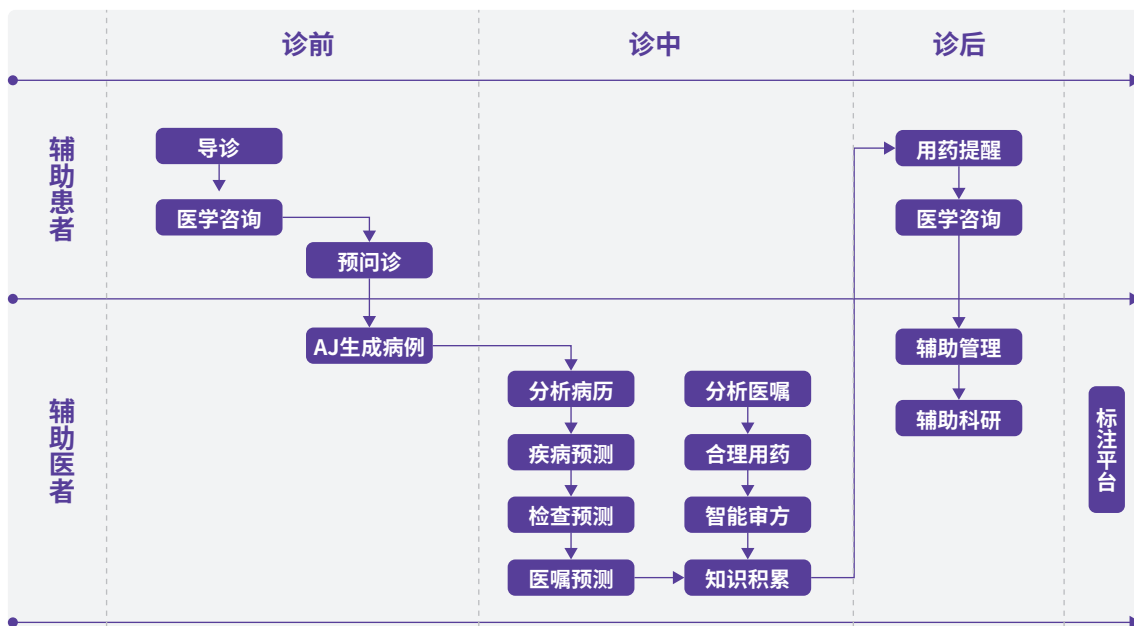 诊前
诊中
诊后
辅助患者
导诊
医学咨询
预问诊
用药提醒
医学咨询
辅助医者
AJ生成病例
分析病历
疾病预测
检查预测
医嘱预测
分析医嘱
合理用药
智能审方
知识积累
辅助管理
辅助科研
标注平台